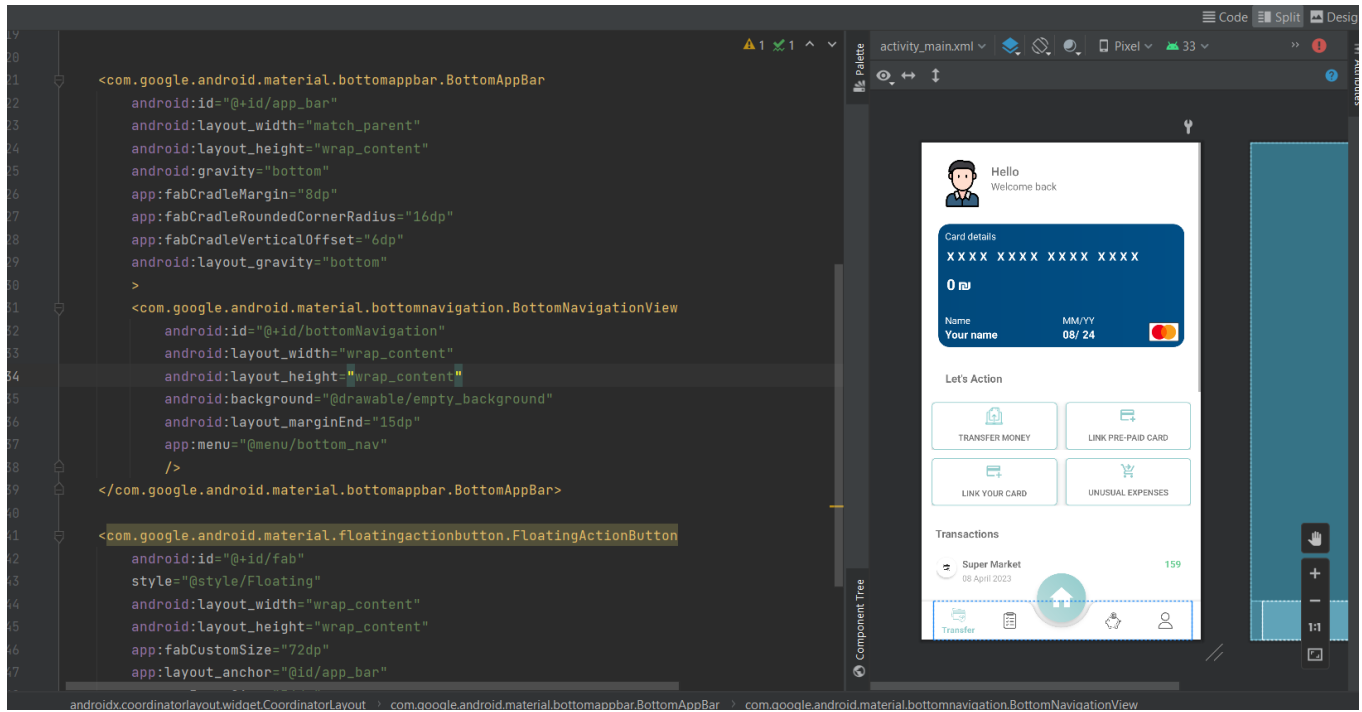 Code Split Desig
19
1 1
activity_main.xml Pixel 33 »
20
21 <com.google.android.material.bottomappbar.BottomAppBar
22 android:id="@+id/app_bar"
23 android:layout_width="match_parent"
24 android:layout_height="wrap_content"
25 android:gravity="bottom"
26 app:fabCradleMargin="8dp"
27 app:fabCradleRoundedCornerRadius="16dp"
28 app:fabCradleVerticalOffset="6dp"
29 android:layout_gravity="bottom"
30 >
31 <com.google.android.material.bottomnavigation.BottomNavigationView
32 android:id="@+id/bottomNavigation"
33 android:layout_width="wrap_content"
34 android:layout_height="wrap_content"
35 android:background="@drawable/empty_background"
36 android:layout_marginEnd="15dp"
37 app:menu="@menu/bottom_nav"
38 />
39 </com.google.android.material.bottomappbar.BottomAppBar>
40
41 <com.google.android.material.floatingactionbutton.FloatingActionButton
42 android:id="@+id/fab"
43 style="@style/Floating"
44 android:layout_width="wrap_content"
45 android:layout_height="wrap_content"
46 app:fabCustomSize="72dp"
47 app:layout_anchor="@id/app_bar"
Palette
Component Tree
Attributes
Hello
Welcome back
Card details
XXXX XXXX XXXX XXXX
0 ₪
Name MM/YY
Your name 08/ 24
Let's Action
TRANSFER MONEY LINK PRE-PAID CARD
LINK YOUR CARD UNUSUAL EXPENSES
Transactions
Super Market 159
08 April 2023
Transfer
1:1
androidx.coordinatorlayout.widget.CoordinatorLayout > com.google.android.material.bottomappbar.BottomAppBar > com.google.android.material.bottomnavigation.BottomNavigationView